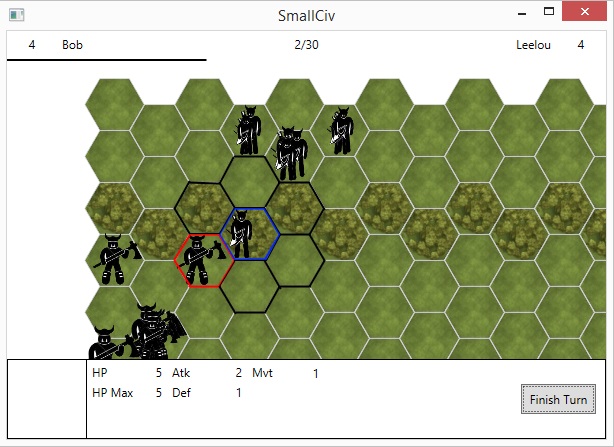 SmallCiv
4 Bob 2/30 Leelou 4
HP 5 Atk 2 Mvt 1
HP Max 5 Def 1
Finish Turn